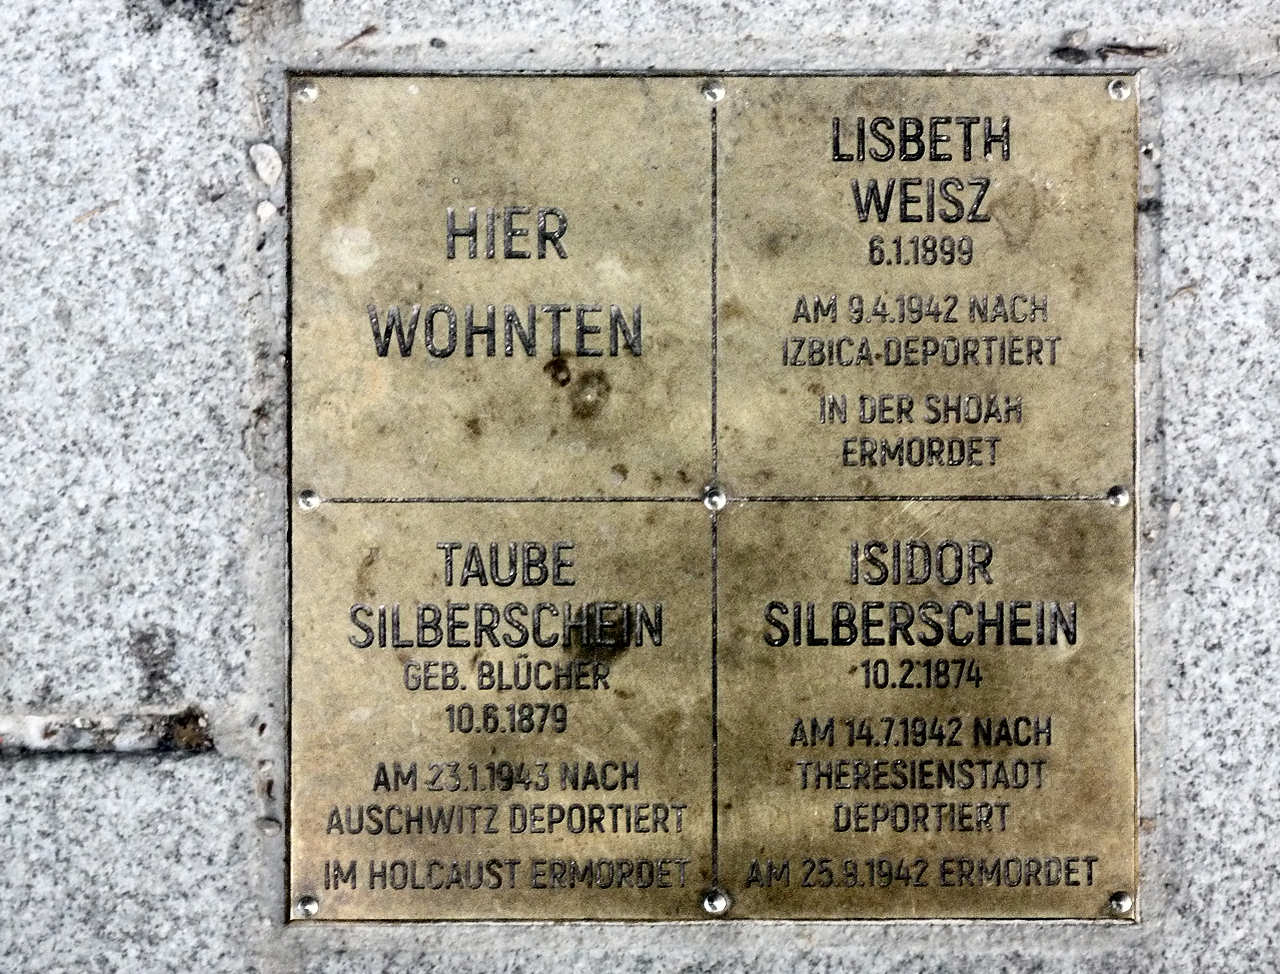 HIER
WOHNTEN
LISBETH
WEISZ
6.1.1899
AM 9.4.1942 NACH
IZBICA DEPORTIERT
IN DER SHOAH
ERMORDET
TAUBE
SILBERSCHEIN
GEB. BLÜCHER
10.6.1879
AM 23.1.1943 NACH
AUSCHWITZ DEPORTIERT
IM HOLCAUST ERMORDET
ISIDOR
SILBERSCHEIN
10.2.1874
AM 14.7.1942 NACH
THERESIENSTADT
DEPORTIERT
AM 25.9.1942 ERMORDET